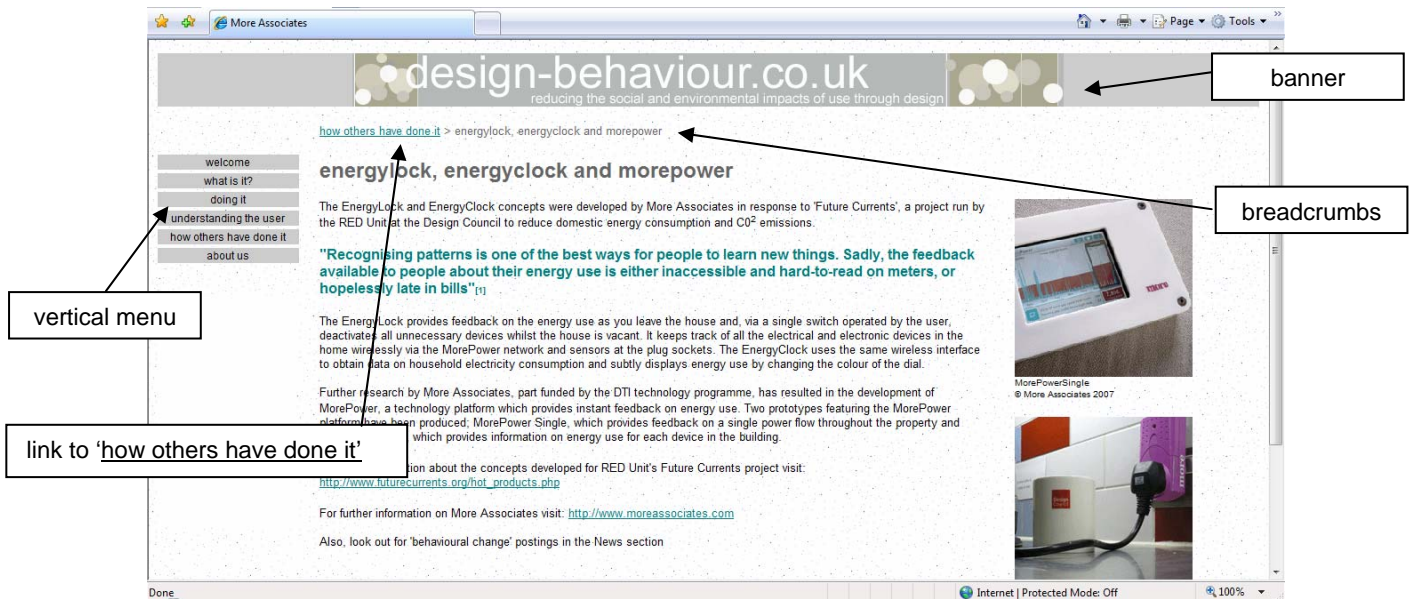 More Associates
Page
Tools
design-behaviour.co.uk
reducing the social and environmental impacts of use through design
banner
how others have done it > energylock, energyclock and morepower
welcome
what is it?
doing it
understanding the user
how others have done it
about us
energylock, energyclock and morepower
The EnergyLock and EnergyClock concepts were developed by More Associates in response to 'Future Currents', a project run by
the RED Unit at the Design Council to reduce domestic energy consumption and C0² emissions.
breadcrumbs
"Recognising patterns is one of the best ways for people to learn new things. Sadly, the feedback
available to people about their energy use is either inaccessible and hard-to-read on meters, or
hopelessly late in bills"[1]
vertical menu
The EnergyLock provides feedback on the energy use as you leave the house and, via a single switch operated by the user,
deactivates all unnecessary devices whilst the house is vacant. It keeps track of all the electrical and electronic devices in the
home wirelessly via the MorePower network and sensors at the plug sockets. The EnergyClock uses the same wireless interface
to obtain data on household electricity consumption and subtly displays energy use by changing the colour of the dial.
more
MorePowerSingle
© More Associates 2007
Further research by More Associates, part funded by the DTI technology programme, has resulted in the development of
MorePower, a technology platform which provides instant feedback on energy use. Two prototypes featuring the MorePower
platform have been produced; MorePower Single, which provides feedback on a single power flow throughout the property and
which provides information on energy use for each device in the building.
link to 'how others have done it'
about the concepts developed for RED Unit's Future Currents project visit:
http://www.futurecurrents.org/hot_products.php
more
For further information on More Associates visit: http://www.moreassociates.com
Also, look out for 'behavioural change' postings in the News section
Done
Internet | Protected Mode: Off
100%